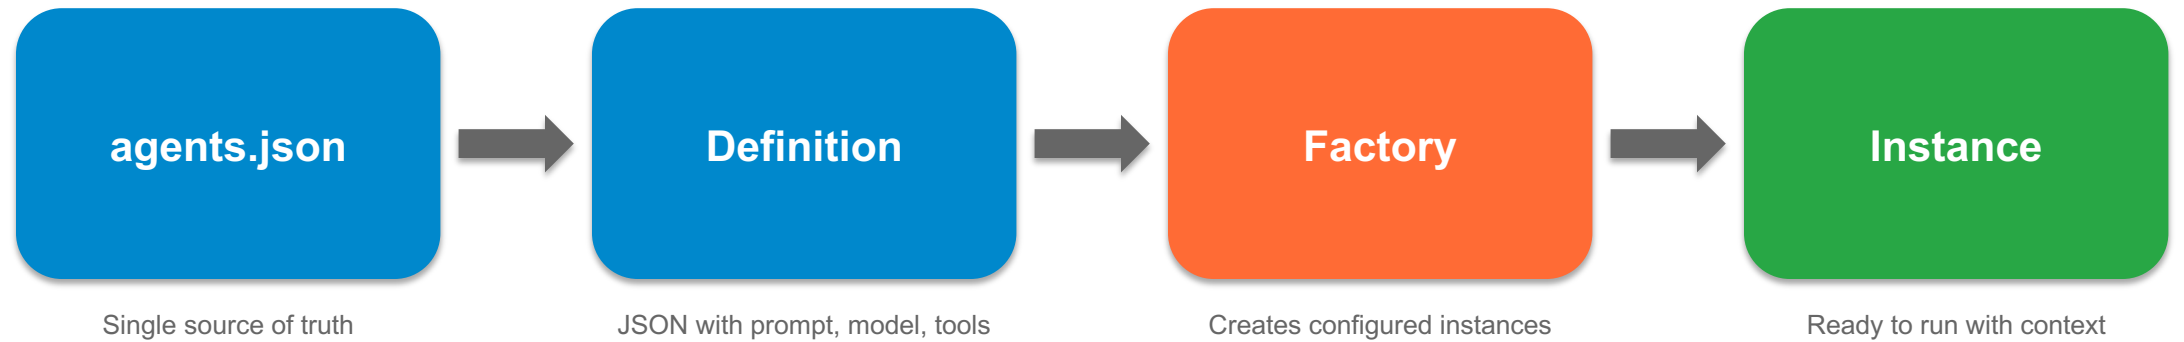 agents.json
Definition
Factory
Instance
Single source of truth
JSON with prompt, model, tools
Creates configured instances
Ready to run with context